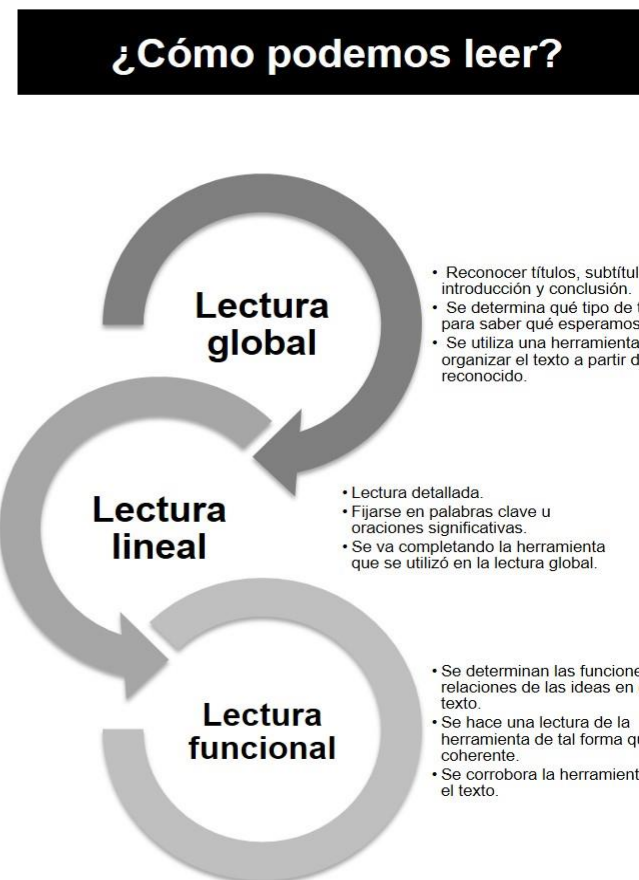 ¿Cómo podemos leer?
Lectura
global
• Reconocer títulos, subtítul
introducción y conclusión.
• Se determina qué tipo de t
para saber qué esperamos
• Se utiliza una herramienta
organizar el texto a partir d
reconocido.
Lectura
lineal
• Lectura detallada.
• Fijarse en palabras clave u
oraciones significativas.
• Se va completando la herramienta
que se utilizó en la lectura global.
Lectura
funcional
• Se determinan las funcione
relaciones de las ideas en
texto.
• Se hace una lectura de la
herramienta de tal forma qu
coherente.
• Se corrobora la herramient
el texto.